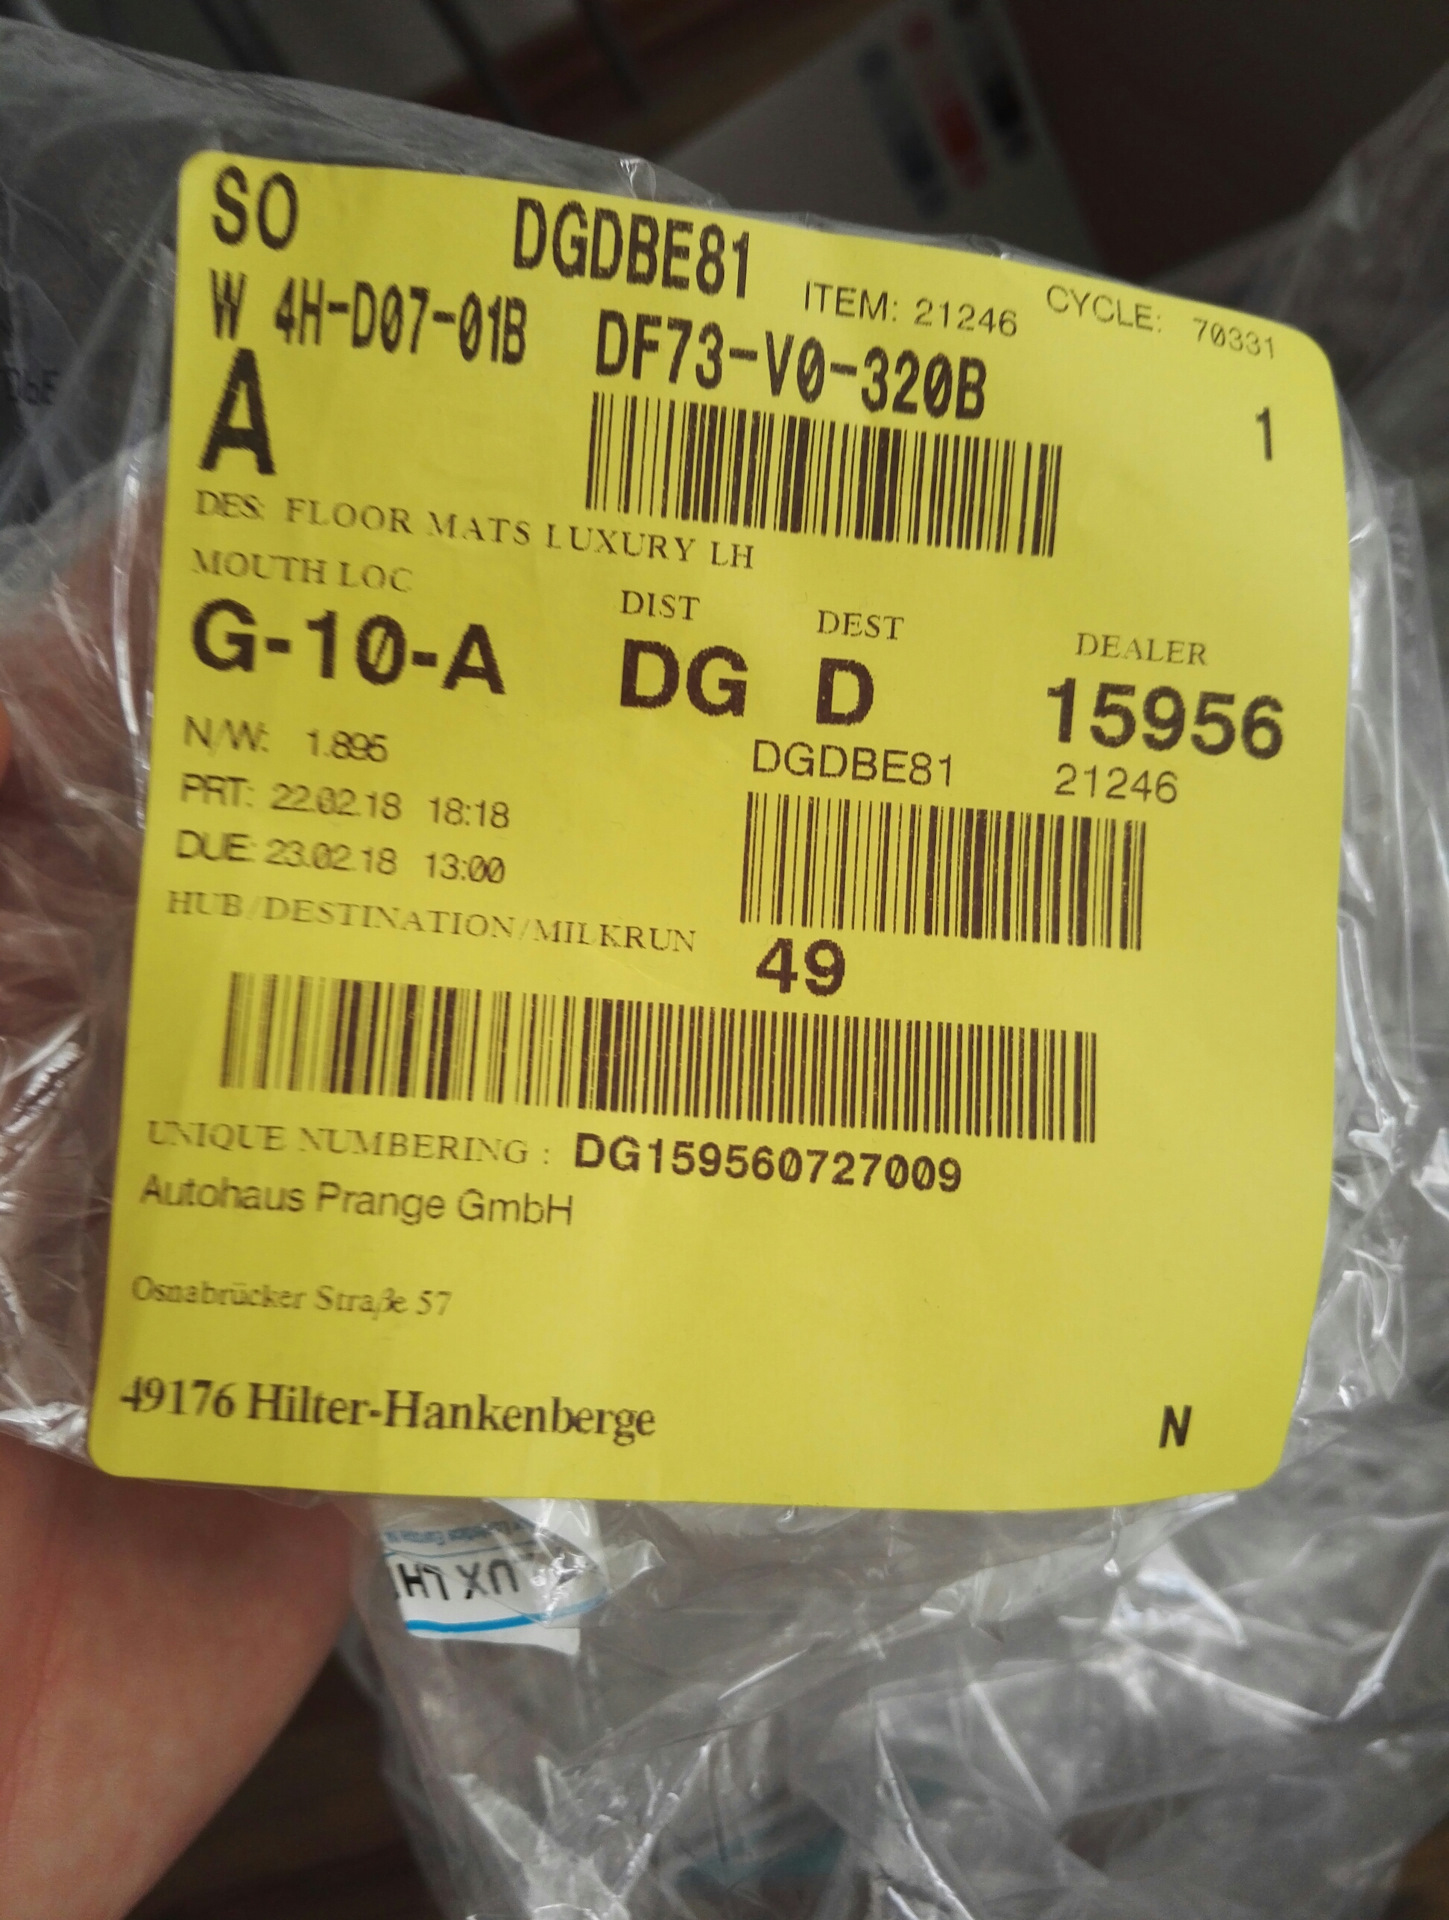 SO DGDBE81 ITEM: 21246 CYCLE: 70331
W 4H-D07-01B DF73-V0-320B 1
A
DES: FLOOR MATS LUXURY LH
MOUTH LOC DIST DEST DEALER
G-10-A DG D 15956
N/W: 1.895 DGDBE81 21246
PRT: 22.02.18 18:18
DUE: 23.02.18 13:00
HUB/DESTINATION/MILKRUN 49
UNIQUE NUMBERING : DG159560727009
Autohaus Prange GmbH
Osnabrücker Straße 57
49176 Hilter-Hankenberge N
UX LH